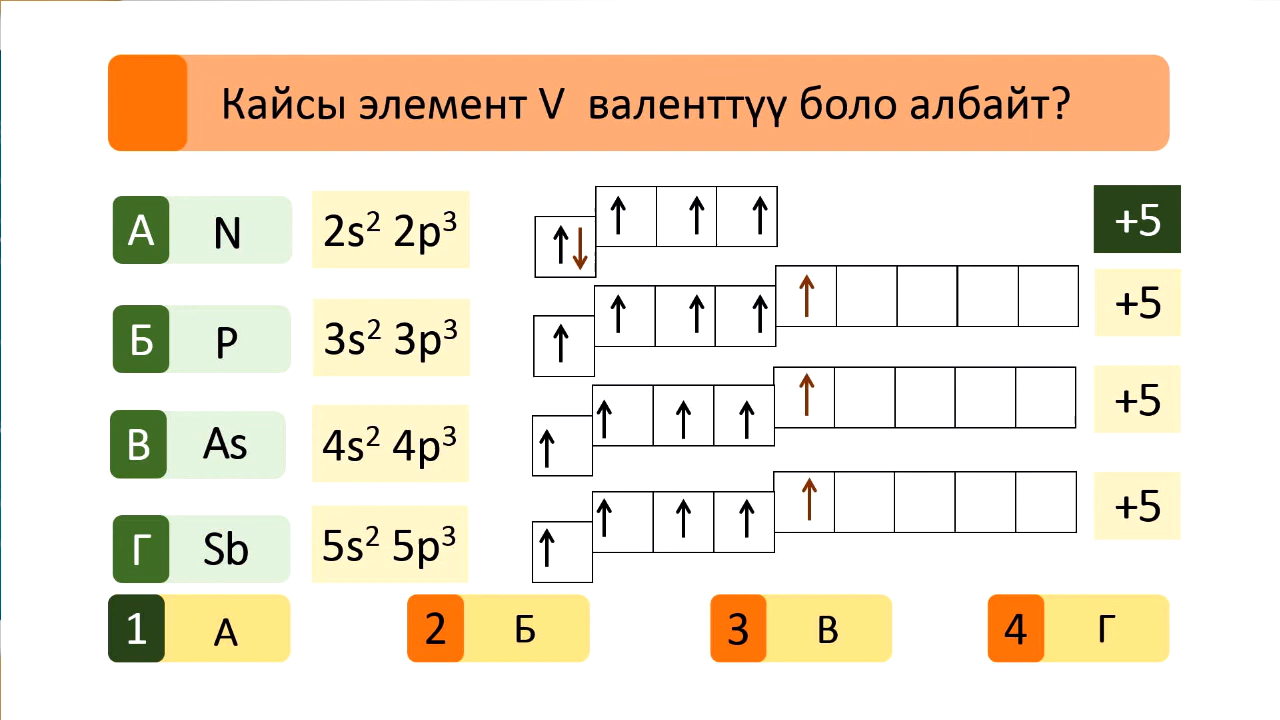 Кайсы элемент V валенттүү боло албайт?
А N 2s² 2p³ +5
Б P 3s² 3p³ +5
В As 4s² 4p³ +5
Г Sb 5s² 5p³ +5
1 А 2 Б 3 В 4 Г